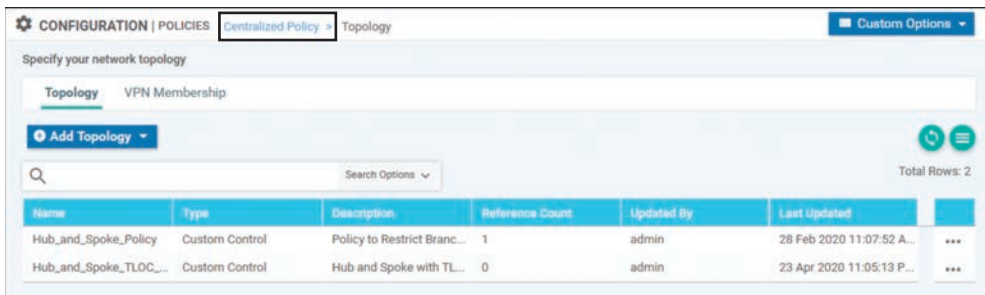 CONFIGURATION | POLICIES Centralized Policy > Topology Custom Options
Specify your network topology
Topology VPN Membership
Add Topology
Search Options Total Rows: 2
Name Type Description Reference Count Updated By Last Updated
Hub_and_Spoke_Policy Custom Control Policy to Restrict Branc... 1 admin 28 Feb 2020 11:07:52 A...
Hub_and_Spoke_TLOC_... Custom Control Hub and Spoke with TL... 0 admin 23 Apr 2020 11:05:13 P...